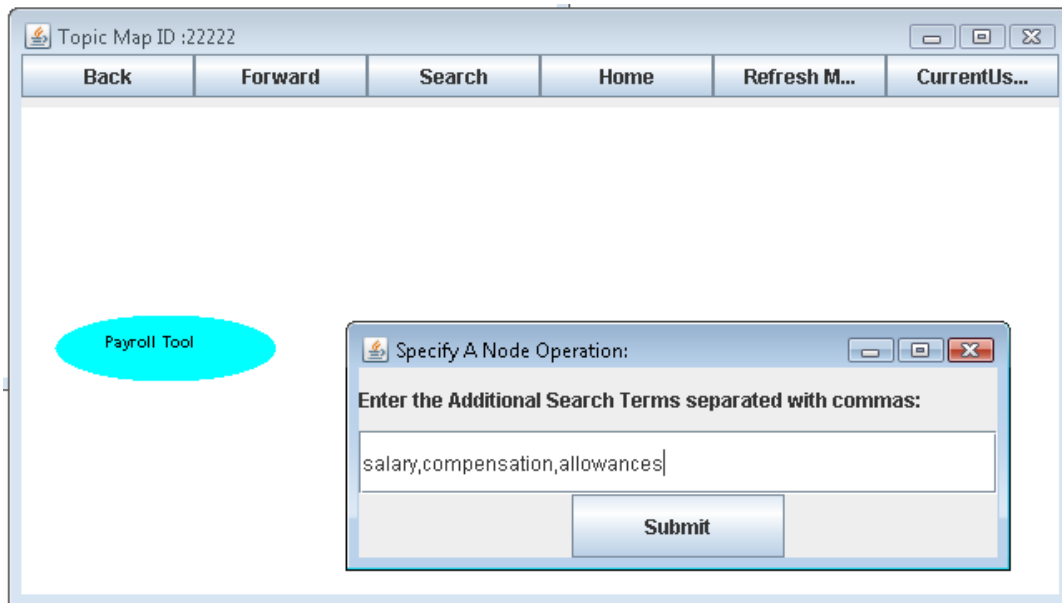 Topic Map ID :22222
Back Forward Search Home Refresh M... CurrentUs...
Payroll Tool
Specify A Node Operation:
Enter the Additional Search Terms separated with commas:
salary,compensation,allowances
Submit